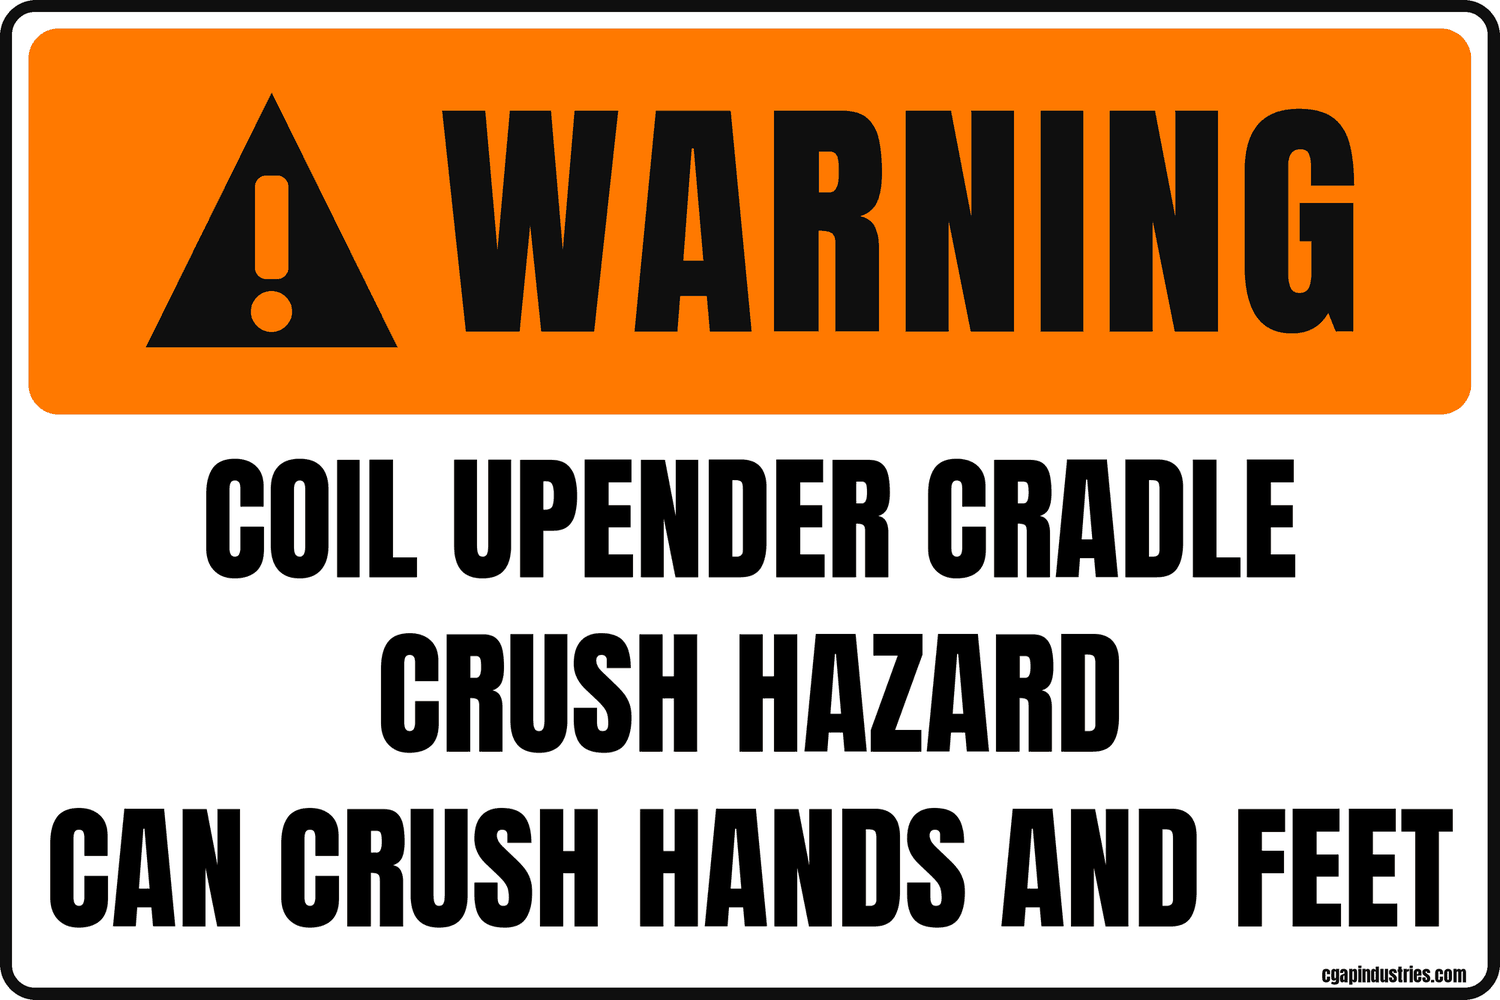 WARNING
COIL UPENDER CRADLE
CRUSH HAZARD
CAN CRUSH HANDS AND FEET
cgapindustries.com